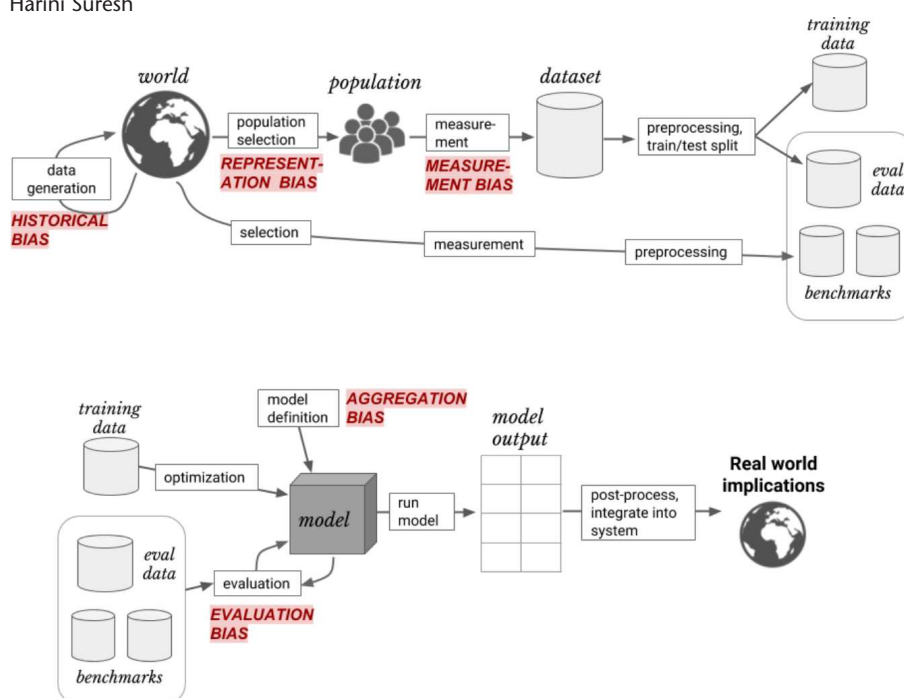 Harini Suresh
world
population
dataset
training
data
data
generation
HISTORICAL
BIAS
population
selection
REPRESENT-
ATION BIAS
measure-
ment
MEASURE-
MENT BIAS
preprocessing,
train/test split
eval
data
selection
measurement
preprocessing
benchmarks
training
data
optimization
model
definition
AGGREGATION
BIAS
model
eval
data
benchmarks
evaluation
EVALUATION
BIAS
run
model
model
output
post-process,
integrate into
system
Real world
implications